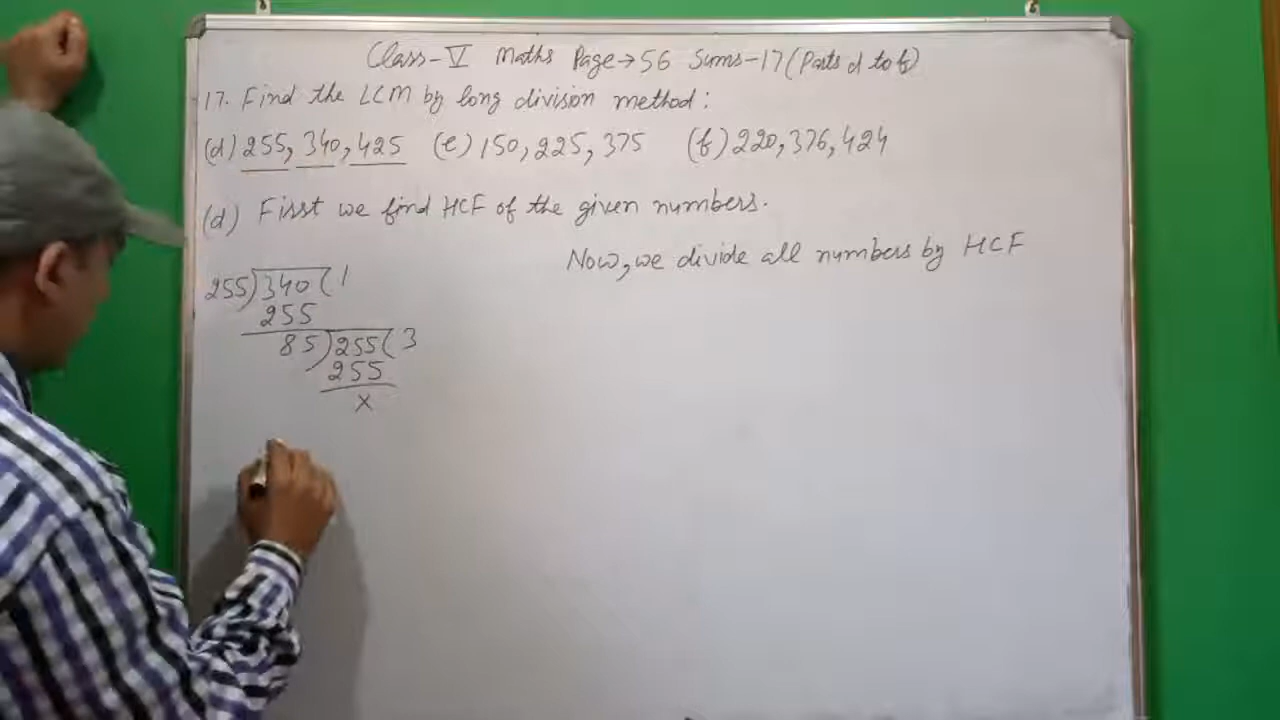 Class-V Maths Page→56 Sums-17(Parts d to f)
17. Find the LCM by long division method:
(d) 255, 340, 425 (e) 150, 225, 375 (f) 220, 376, 424
(d) First we find HCF of the given numbers.
Now, we divide all numbers by HCF
255)340(1
255
85)255(3
255
x